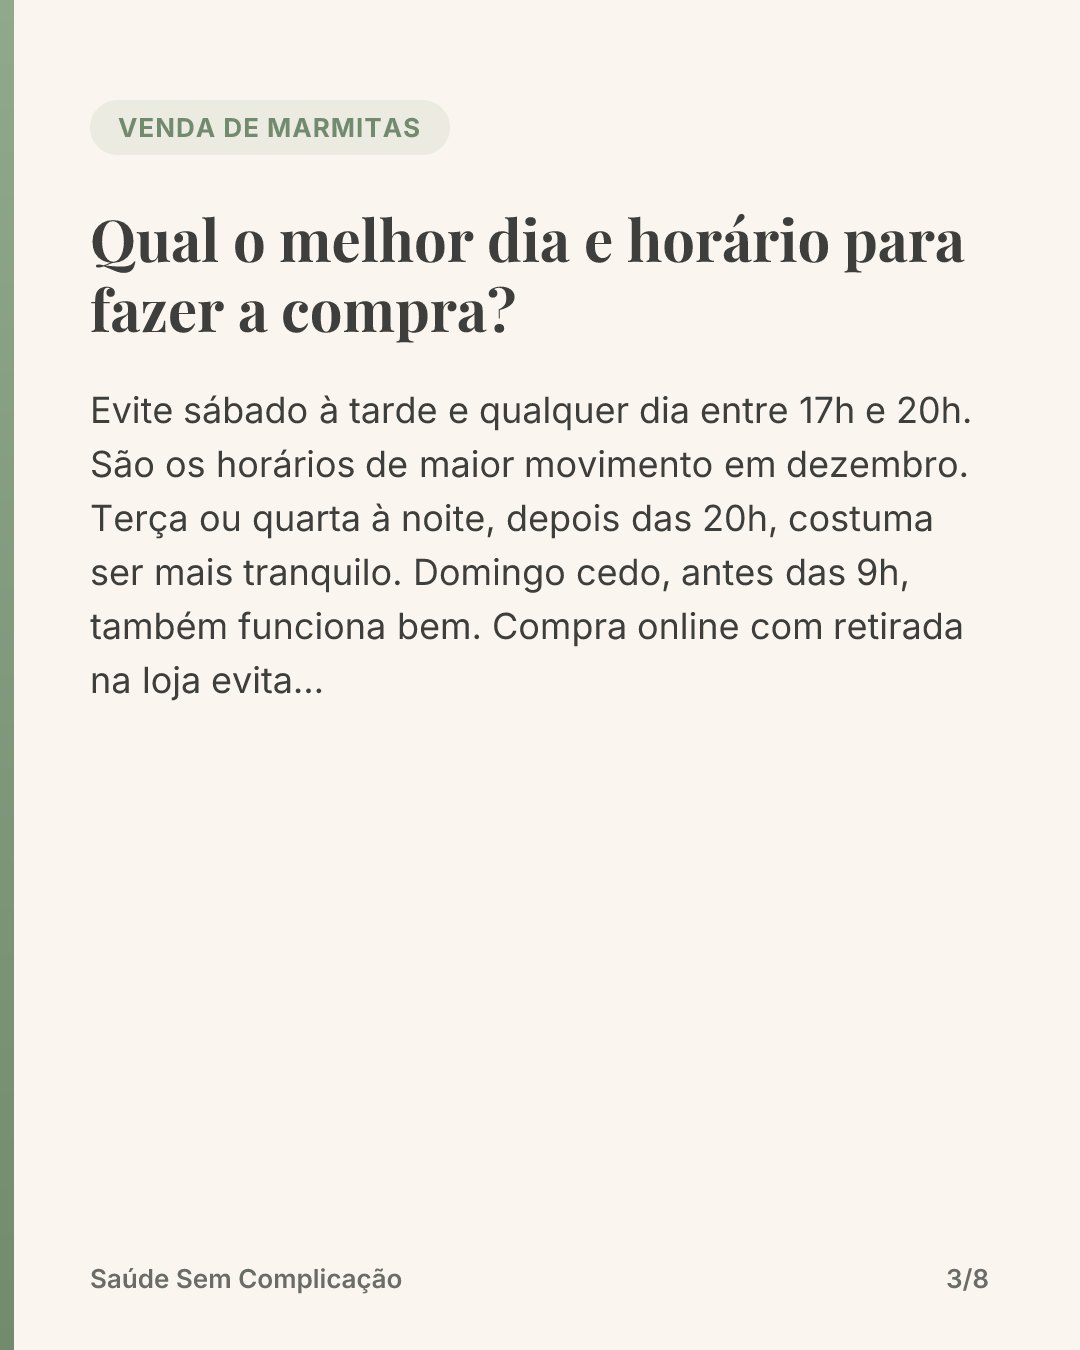 VENDA DE MARMITAS
Qual o melhor dia e horário para
fazer a compra?
Evite sábado à tarde e qualquer dia entre 17h e 20h.
São os horários de maior movimento em dezembro.
Terça ou quarta à noite, depois das 20h, costuma
ser mais tranquilo. Domingo cedo, antes das 9h,
também funciona bem. Compra online com retirada
na loja evita...
Saúde Sem Complicação
3/8